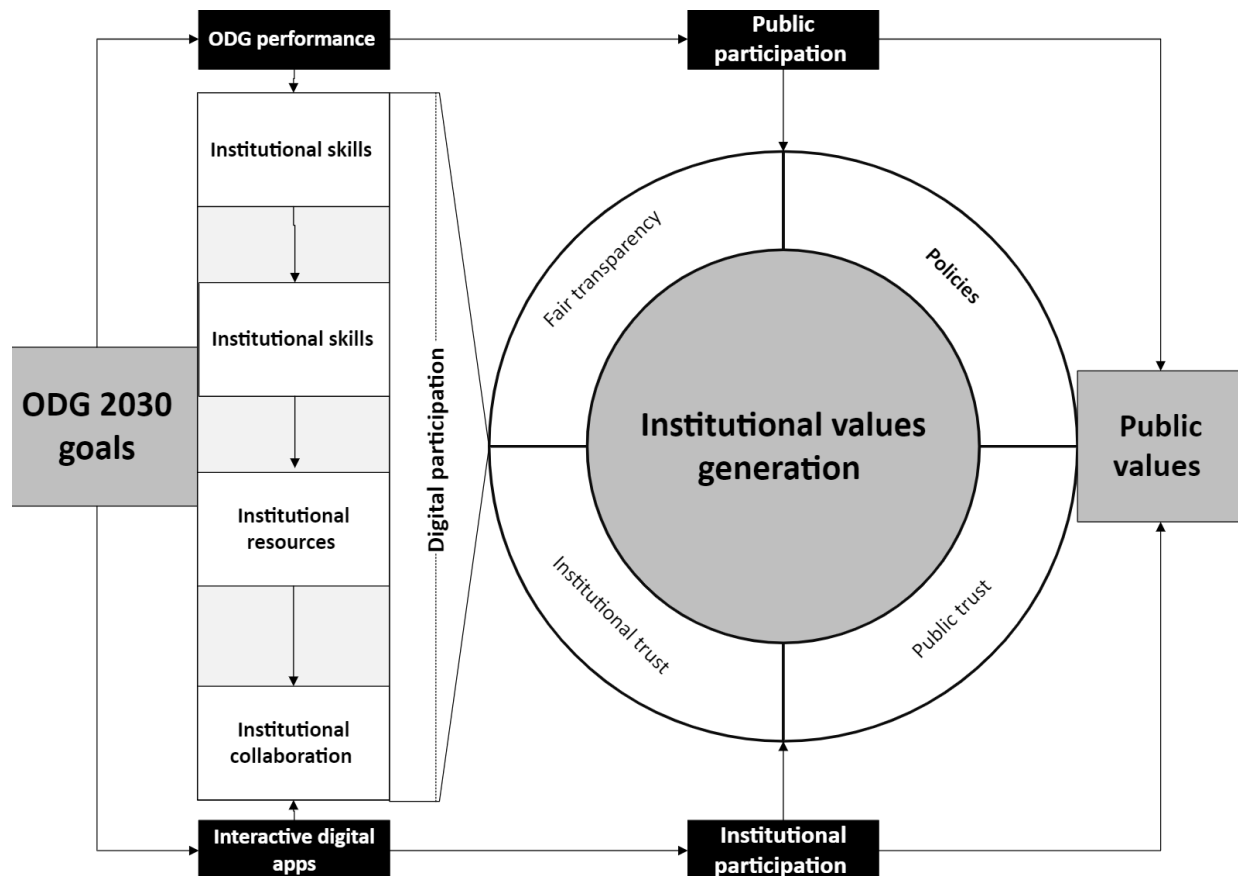 ODG performance
Public
participation
Institutional skills
Fair transparency
Policies
Institutional skills
ODG 2030
goals
Digital participation
Institutional values
generation
Public
values
Institutional
resources
Institutional trust
Public trust
Institutional
collaboration
Interactive digital
apps
Institutional
participation